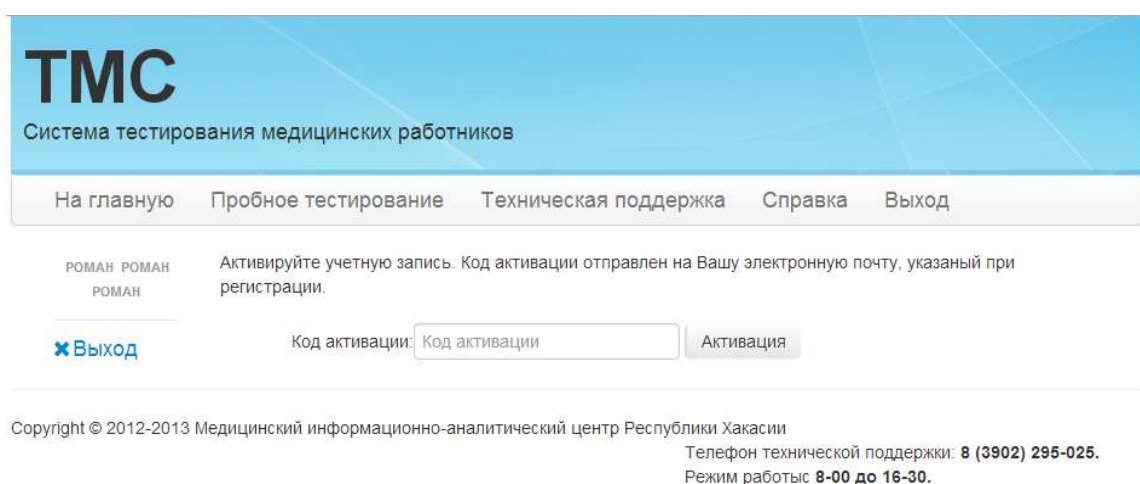 ТМС
Система тестирования медицинских работников
На главную Пробное тестирование Техническая поддержка Справка Выход
РОМАН РОМАН
РОМАН
Выход
Активируйте учетную запись. Код активации отправлен на Вашу электронную почту, указаный при
регистрации.
Код активации: Код активации Активация
Copyright © 2012-2013 Медицинский информационно-аналитический центр Республики Хакасии
Телефон технической поддержки: 8 (3902) 295-025.
Режим работыс 8-00 до 16-30.